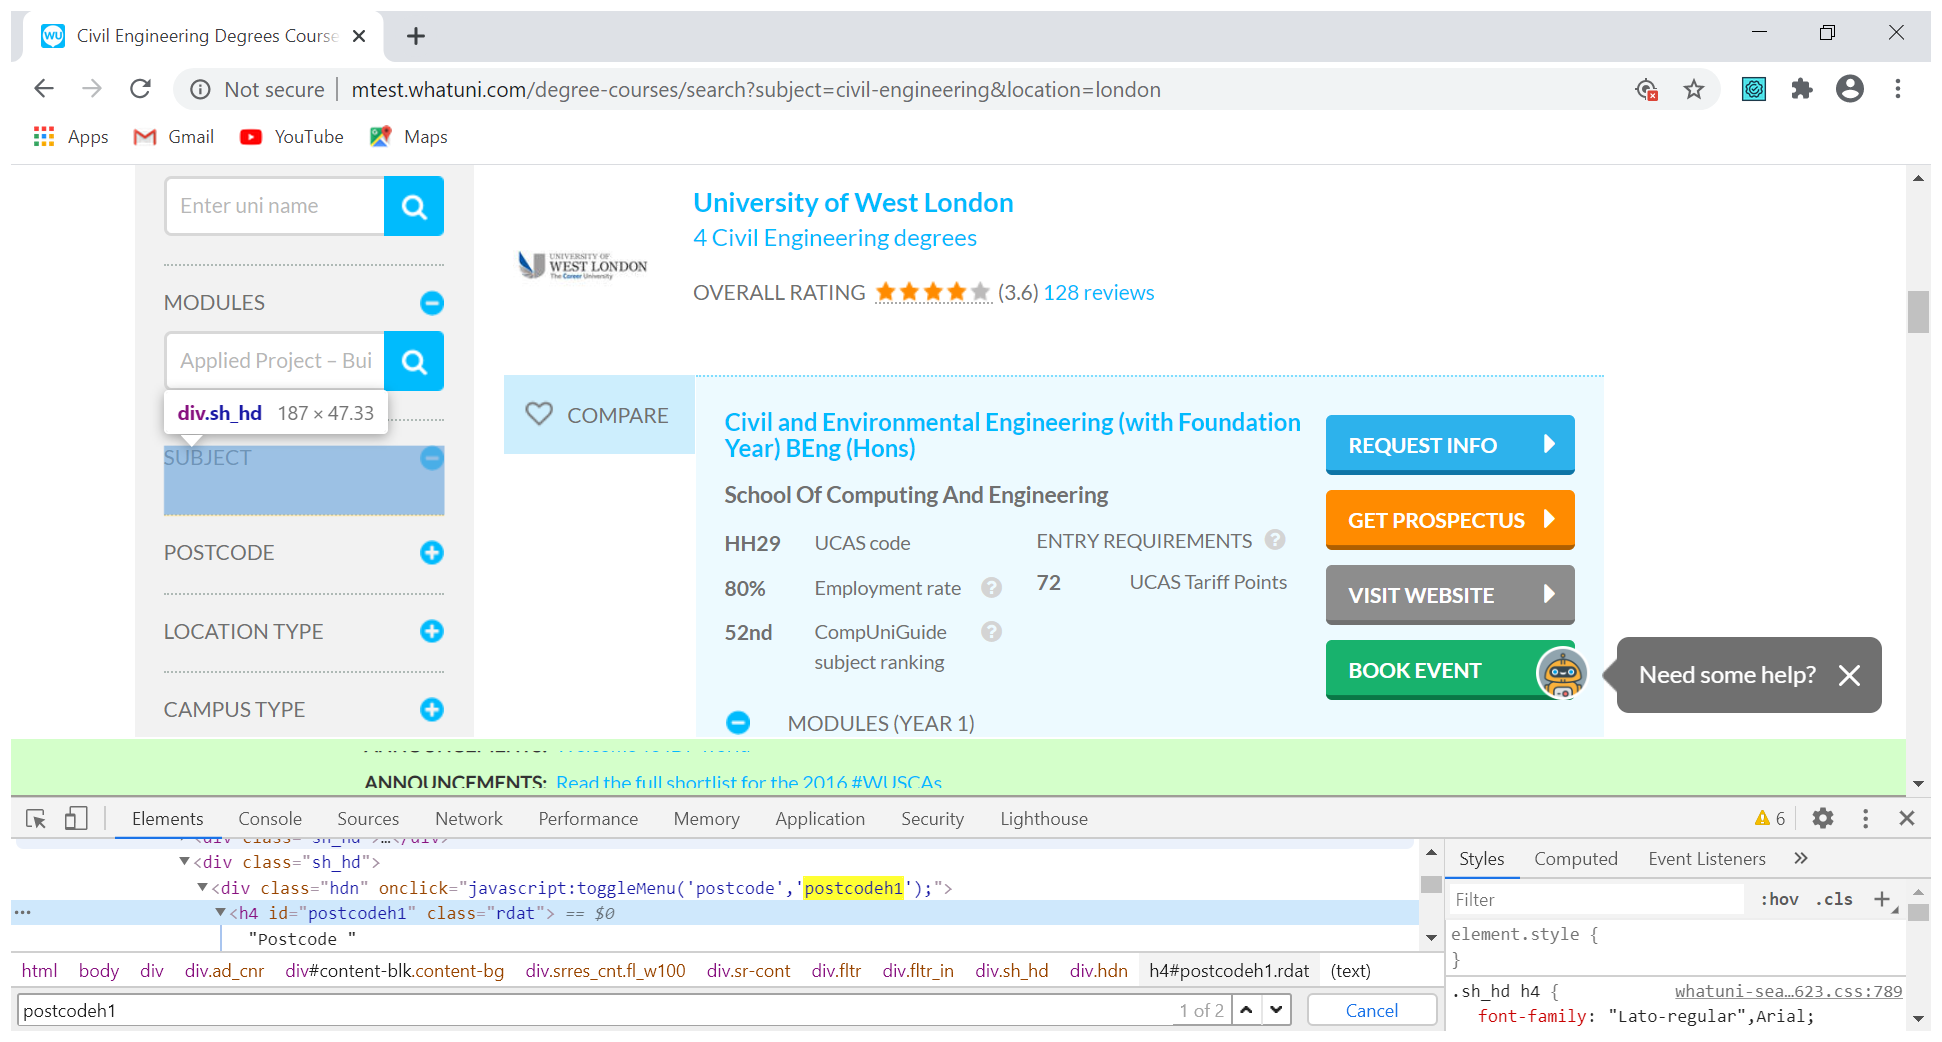 WU Civil Engineering Degrees Course
Not secure mtest.whatuni.com/degree-courses/search?subject=civil-engineering&location=london
Apps Gmail YouTube Maps
Enter uni name
MODULES
Applied Project – Bui
div.sh_hd 187 × 47.33
SUBJECT
POSTCODE
LOCATION TYPE
CAMPUS TYPE
UNIVERSITY OF
WEST LONDON
The Career University
University of West London
4 Civil Engineering degrees
OVERALL RATING (3.6) 128 reviews
COMPARE
Civil and Environmental Engineering (with Foundation
Year) BEng (Hons)
School Of Computing And Engineering
HH29 UCAS code
80% Employment rate ?
52nd CompUniGuide ?
subject ranking
ENTRY REQUIREMENTS ?
72 UCAS Tariff Points
MODULES (YEAR 1)
REQUEST INFO
GET PROSPECTUS
VISIT WEBSITE
BOOK EVENT
Need some help?
ANNOUNCEMENTS: Read the full shortlist for the 2016 #WUSCAs
Elements Console Sources Network Performance Memory Application Security Lighthouse 6
<div class="sh_hd">…</div>
<div class="sh_hd">
<div class="hdn" onclick="javascript:toggleMenu('postcode','postcodeh1');">
… <h4 id="postcodeh1" class="rdat"> == $0
"Postcode "
html body div div.ad_cnr div#content-blk.content-bg div.srres_cnt.fl_w100 div.sr-cont div.fltr div.fltr_in div.sh_hd div.hdn h4#postcodeh1.rdat (text)
postcodeh1 1 of 2 Cancel
Styles Computed Event Listeners »
Filter :hov .cls +
element.style {
}
.sh_hd h4 { whatuni-sea…623.css:789
font-family: "Lato-regular",Arial;